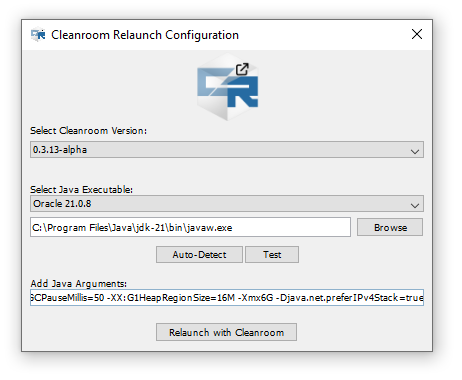 Cleanroom Relaunch Configuration
CR
Select Cleanroom Version:
0.3.13-alpha
Select Java Executable:
Oracle 21.0.8
C:\Program Files\Java\jdk-21\bin\javaw.exe
Browse
Auto-Detect Test
Add Java Arguments:
GCPauseMillis=50 -XX:G1HeapRegionSize=16M -Xmx6G -Djava.net.preferIPv4Stack=true
Relaunch with Cleanroom